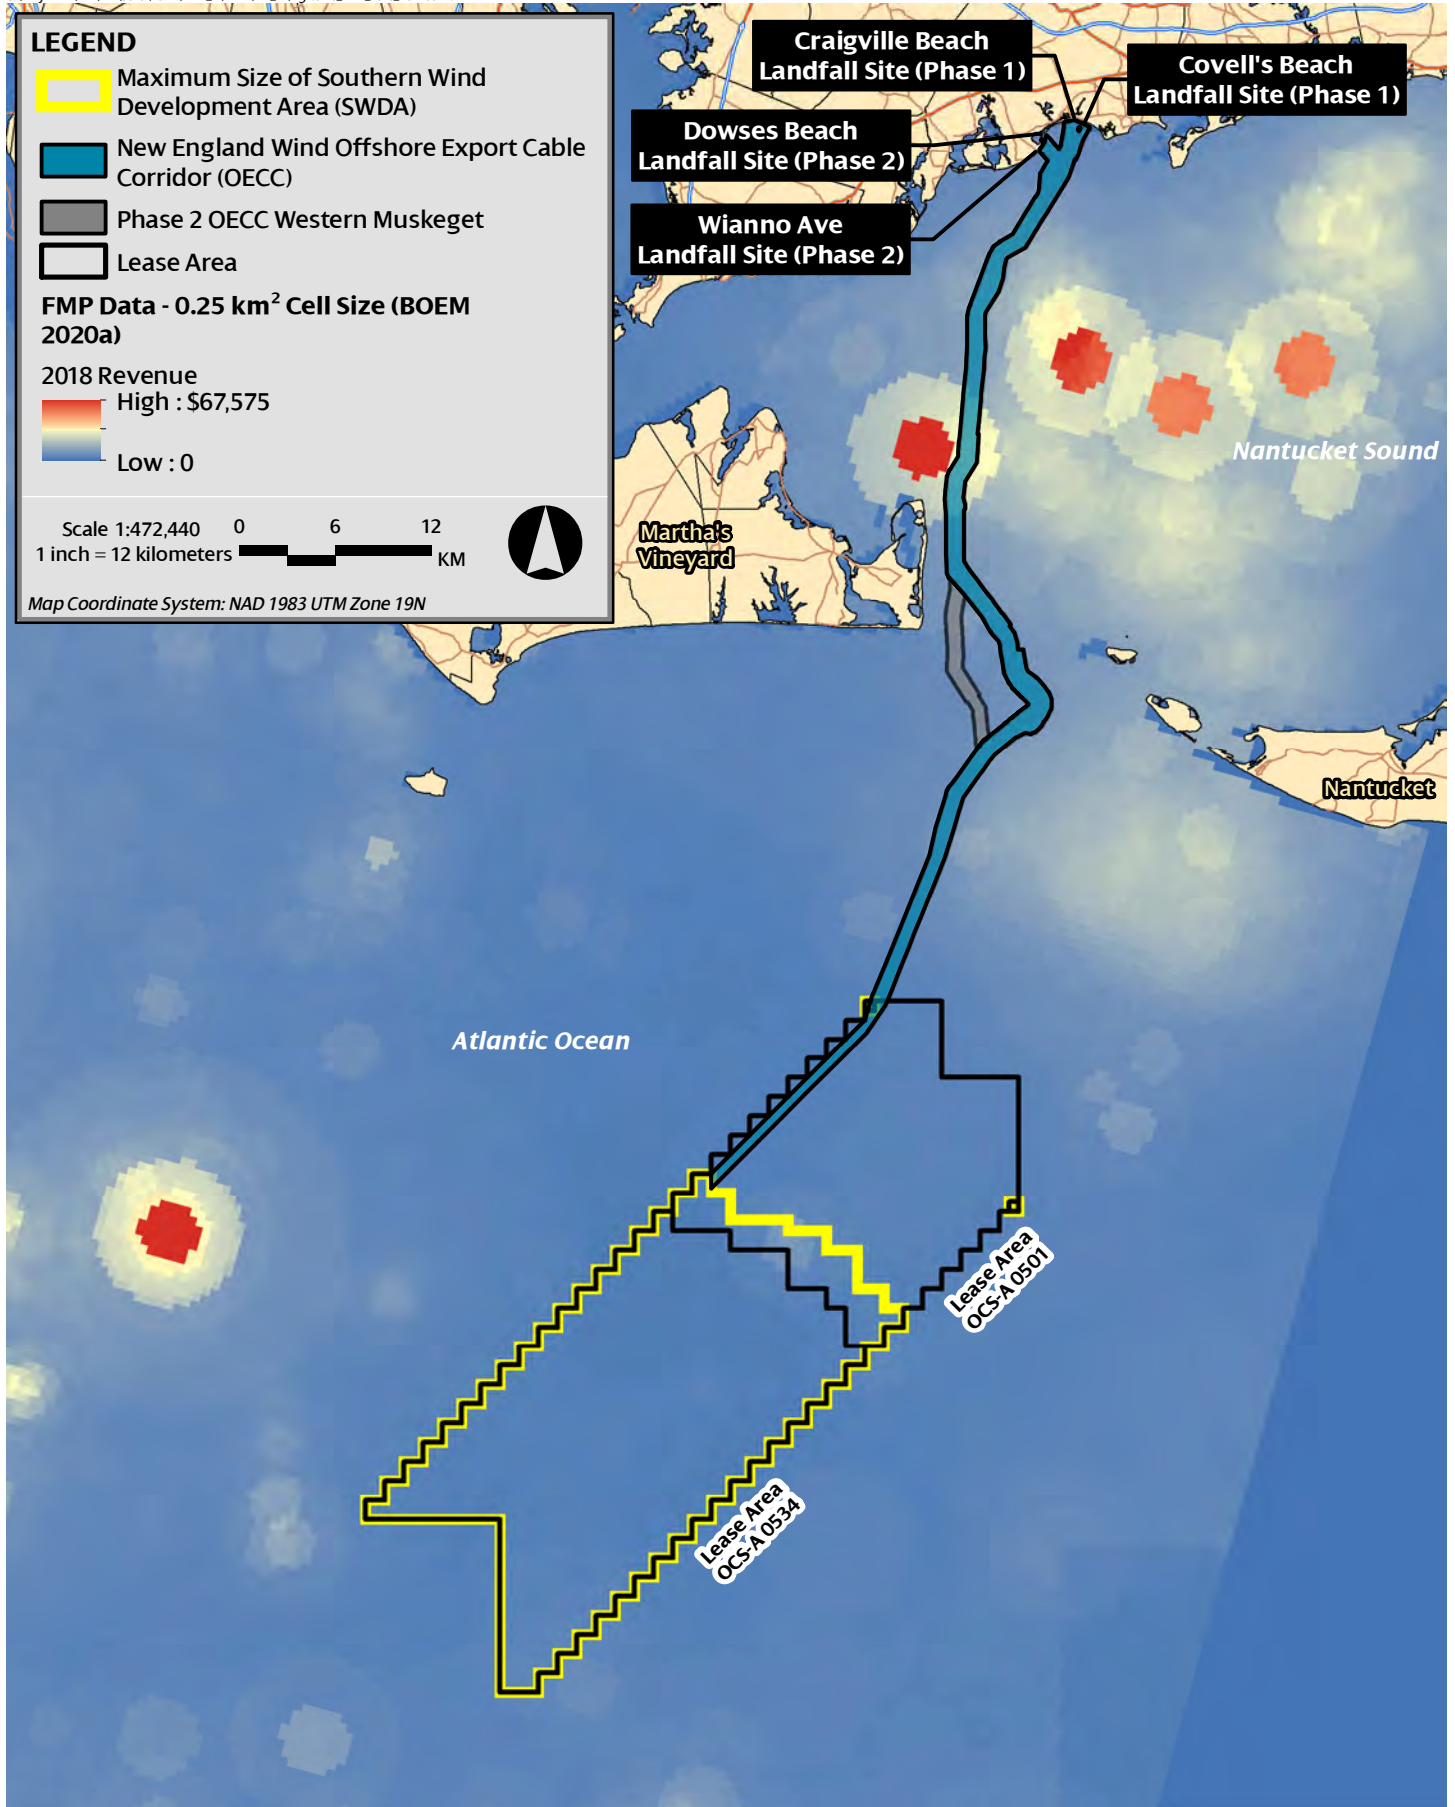 LEGEND
Maximum Size of Southern Wind
Development Area (SWDA)
New England Wind Offshore Export Cable
Corridor (OECC)
Phase 2 OECC Western Muskeget
Lease Area
FMP Data - 0.25 km² Cell Size (BOEM
2020a)
2018 Revenue
High : $67,575
Low : 0
Scale 1:472,440
1 inch = 12 kilometers
0 6 12
KM
Map Coordinate System: NAD 1983 UTM Zone 19N
Craigville Beach
Landfall Site (Phase 1)
Covell's Beach
Landfall Site (Phase 1)
Dowses Beach
Landfall Site (Phase 2)
Wianno Ave
Landfall Site (Phase 2)
Nantucket Sound
Martha's
Vineyard
Nantucket
Atlantic Ocean
Lease Area
OCS-A 0501
Lease Area
OCS-A 0534